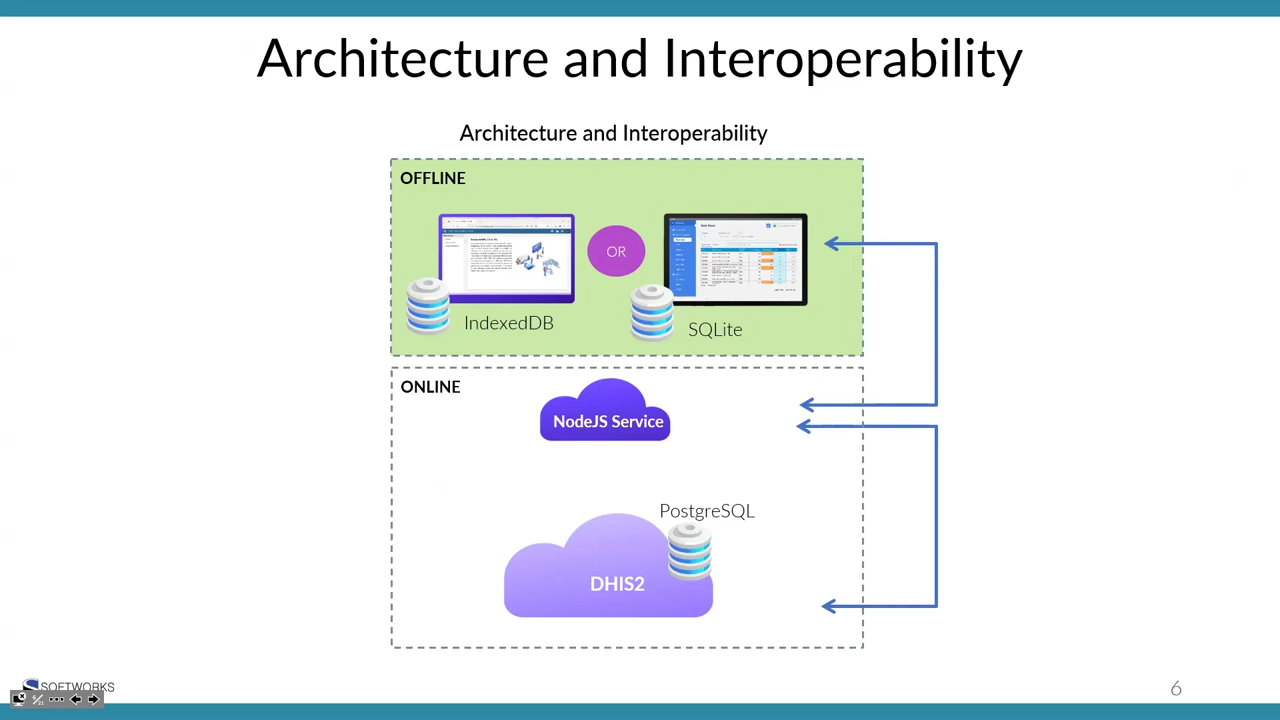 Architecture and Interoperability
Architecture and Interoperability
OFFLINE
OR
IndexedDB
SQLite
ONLINE
NodeJS Service
PostgreSQL
DHIS2
SOFTWORKS
6